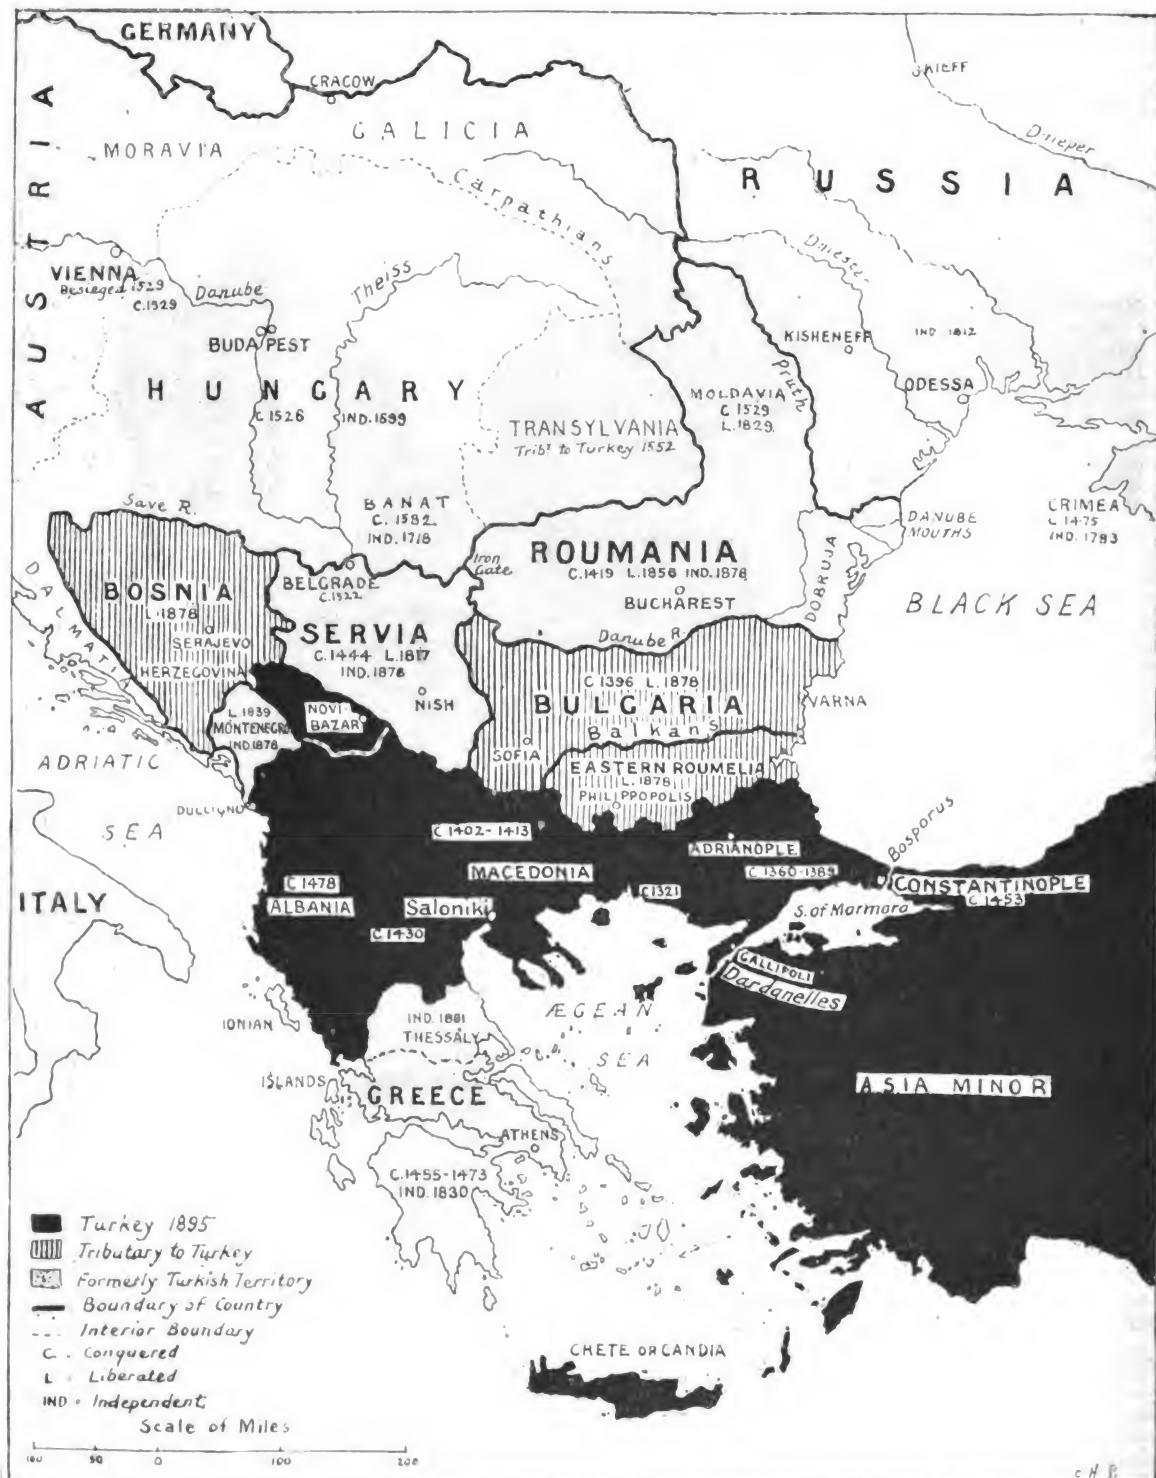 GERMANY
CRACOW
KIEFF
Dnieper
GALICIA
MORAVIA
AUSTRIA
Carpathians
RUSSIA
VIENNA
Besieged 1529
C. 1529
Danube
Theiss
Dniester
BUDA PEST
KISHENEFF
IND 1812
HUNGARY
C 1526
IND. 1699
Pruth
MOLDAVIA
C 1529
L. 1829
ODESSA
TRANSYLVANIA
Tribt to Turkey 1552
Save R.
BANAT
C. 1552
IND. 1718
CRIMEA
C 1475
IND. 1783
DANUBE
MOUTHS
Iron
Gate
ROUMANIA
C. 1419 L. 1856 IND. 1878
BUCHAREST
DOBRUJA
BLACK SEA
DALMATI
BOSNIA
L. 1878
SERAJEVO
HERZEGOVINA
BELGRADE
C. 1522
SERVIA
C. 1444 L. 1817
IND. 1878
NISH
Danube R.
C 1396 L. 1878
BULGARIA
Balkans
VARNA
L. 1839
MONTENEGRO
IND. 1878
NOVI-
BAZAR
SOFIA
EASTERN ROUMELIA
L. 1878
PHILIPPOPOLIS
ADRIATIC
SEA
DULCIGNO
C 1402-1413
ADRIANOPLE
Bosporus
MACEDONIA
C. 1360-1389
CONSTANTINOPLE
C. 1453
C 1478
ALBANIA
Saloniki
C 1321
S. of Marmora
ITALY
C. 1430
GALLIPOLI
Dardanelles
IONIAN
ISLANDS
IND. 1881
THESSALY
ÆGEAN
SEA
GREECE
ASIA MINOR
ATHENS
C. 1455-1473
IND. 1830
Turkey 1895
Tributary to Turkey
Formerly Turkish Territory
Boundary of Country
Interior Boundary
C . Conquered
L . Liberated
IND . Independent
Scale of Miles
100 50 0 100 200
CRETE OR CANDIA